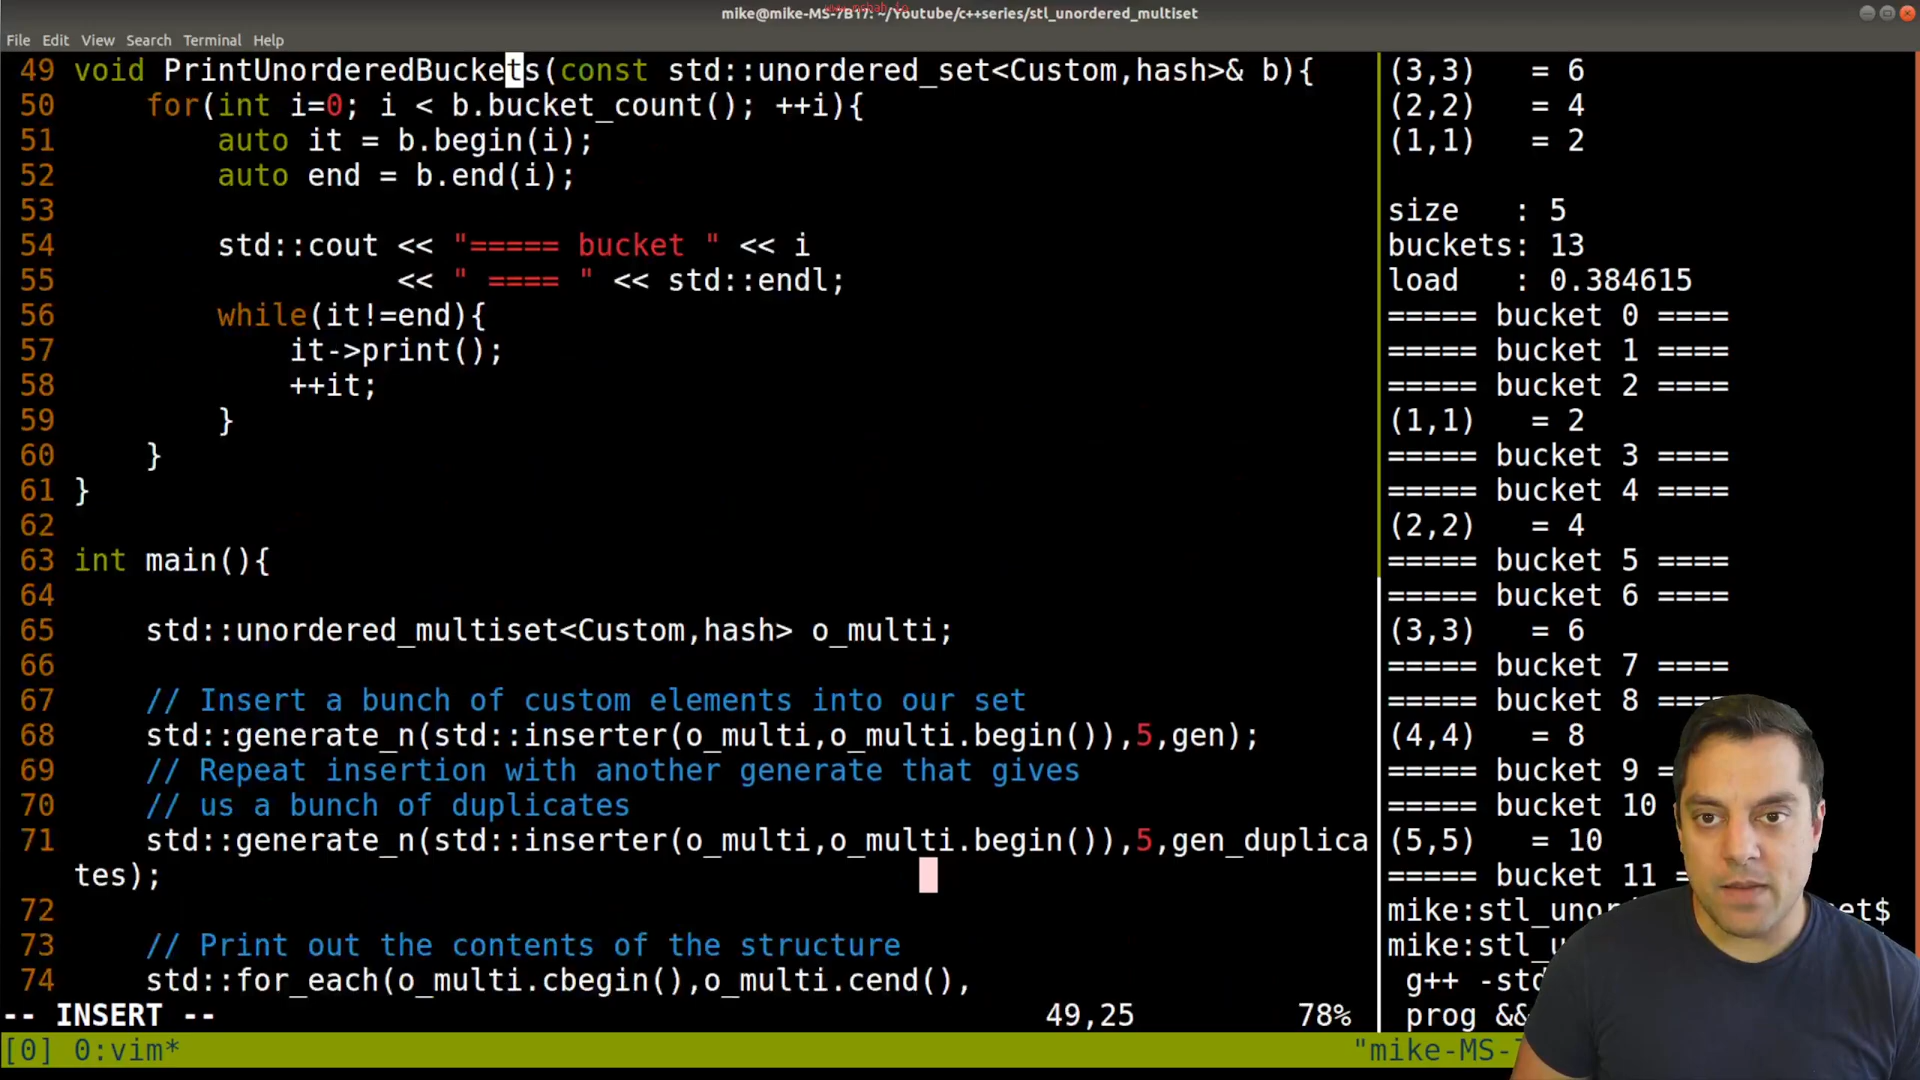 www.mshah.io
mike@mike-MS-7B17: ~/Youtube/c++series/stl_unordered_multiset
File Edit View Search Terminal Help
49 void PrintUnorderedBuckets(const std::unordered_set<Custom,hash>& b){
50     for(int i=0; i < b.bucket_count(); ++i){
51         auto it = b.begin(i);
52         auto end = b.end(i);
53
54         std::cout << "===== bucket " << i
55                   << " ==== " << std::endl;
56         while(it!=end){
57             it->print();
58             ++it;
59         }
60     }
61 }
62
63 int main(){
64
65     std::unordered_multiset<Custom,hash> o_multi;
66
67     // Insert a bunch of custom elements into our set
68     std::generate_n(std::inserter(o_multi,o_multi.begin()),5,gen);
69     // Repeat insertion with another generate that gives
70     // us a bunch of duplicates
71     std::generate_n(std::inserter(o_multi,o_multi.begin()),5,gen_duplica
tes);
72
73     // Print out the contents of the structure
74     std::for_each(o_multi.cbegin(),o_multi.cend(),
-- INSERT -- 49,25 78%
(3,3) = 6
(2,2) = 4
(1,1) = 2
size : 5
buckets: 13
load : 0.384615
===== bucket 0 ====
===== bucket 1 ====
===== bucket 2 ====
(1,1) = 2
===== bucket 3 ====
===== bucket 4 ====
(2,2) = 4
===== bucket 5 ====
===== bucket 6 ====
(3,3) = 6
===== bucket 7 ====
===== bucket 8 ====
(4,4) = 8
===== bucket 9 =
===== bucket 10
(5,5) = 10
===== bucket 11 =
mike:stl_unor et$
mike:stl_u
g++ -std
prog &&
[0] 0:vim* "mike-MS-7